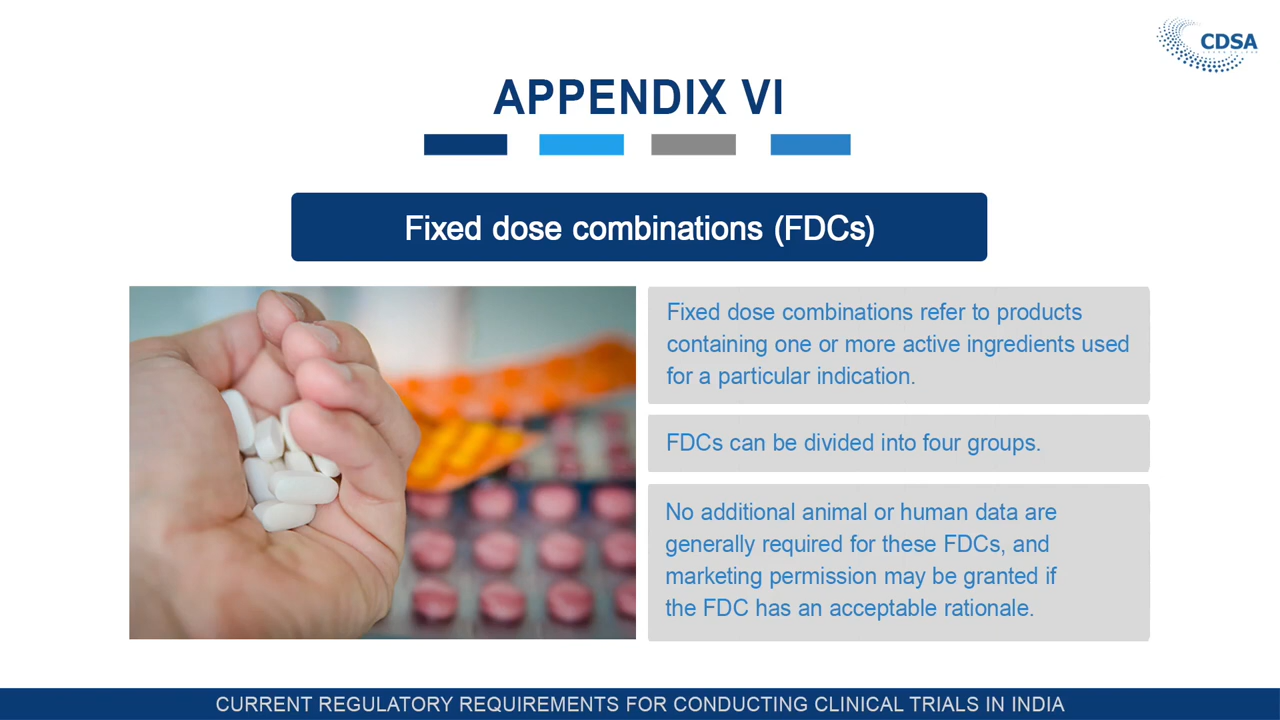 CDSA
APPENDIX VI
Fixed dose combinations (FDCs)
Fixed dose combinations refer to products
containing one or more active ingredients used
for a particular indication.
FDCs can be divided into four groups.
No additional animal or human data are
generally required for these FDCs, and
marketing permission may be granted if
the FDC has an acceptable rationale.
CURRENT REGULATORY REQUIREMENTS FOR CONDUCTING CLINICAL TRIALS IN INDIA